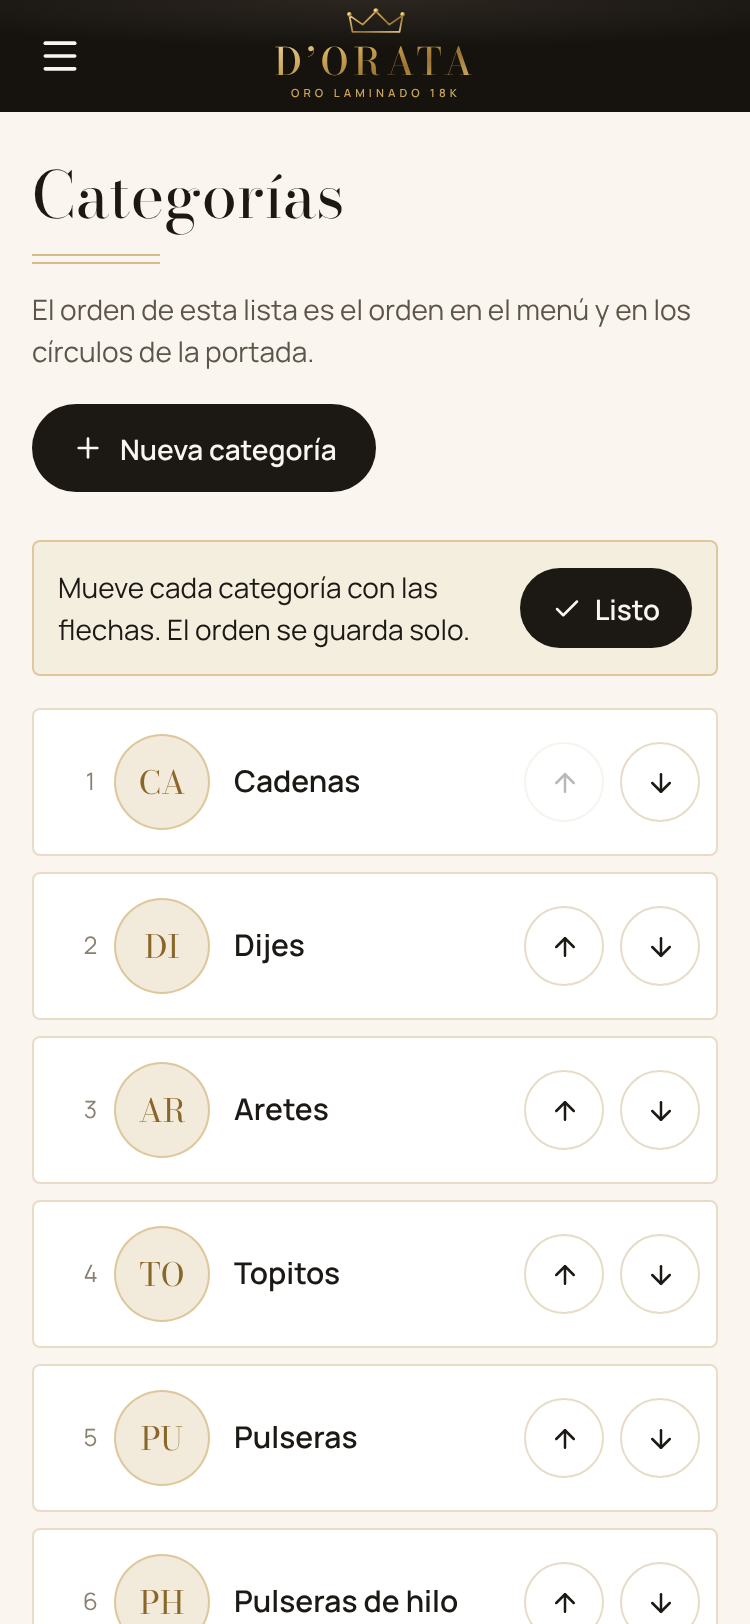 D’ORATA
ORO LAMINADO 18K
Categorías
El orden de esta lista es el orden en el menú y en los
círculos de la portada.
Nueva categoría
Mueve cada categoría con las
flechas. El orden se guarda solo.
Listo
1 CA Cadenas
2 DI Dijes
3 AR Aretes
4 TO Topitos
5 PU Pulseras
6 PH Pulseras de hilo